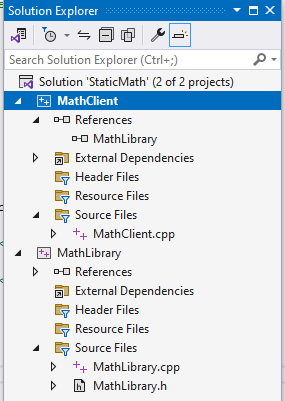 Solution Explorer
Search Solution Explorer (Ctrl+;)
Solution 'StaticMath' (2 of 2 projects)
MathClient
References
MathLibrary
External Dependencies
Header Files
Resource Files
Source Files
MathClient.cpp
MathLibrary
References
External Dependencies
Header Files
Resource Files
Source Files
MathLibrary.cpp
MathLibrary.h